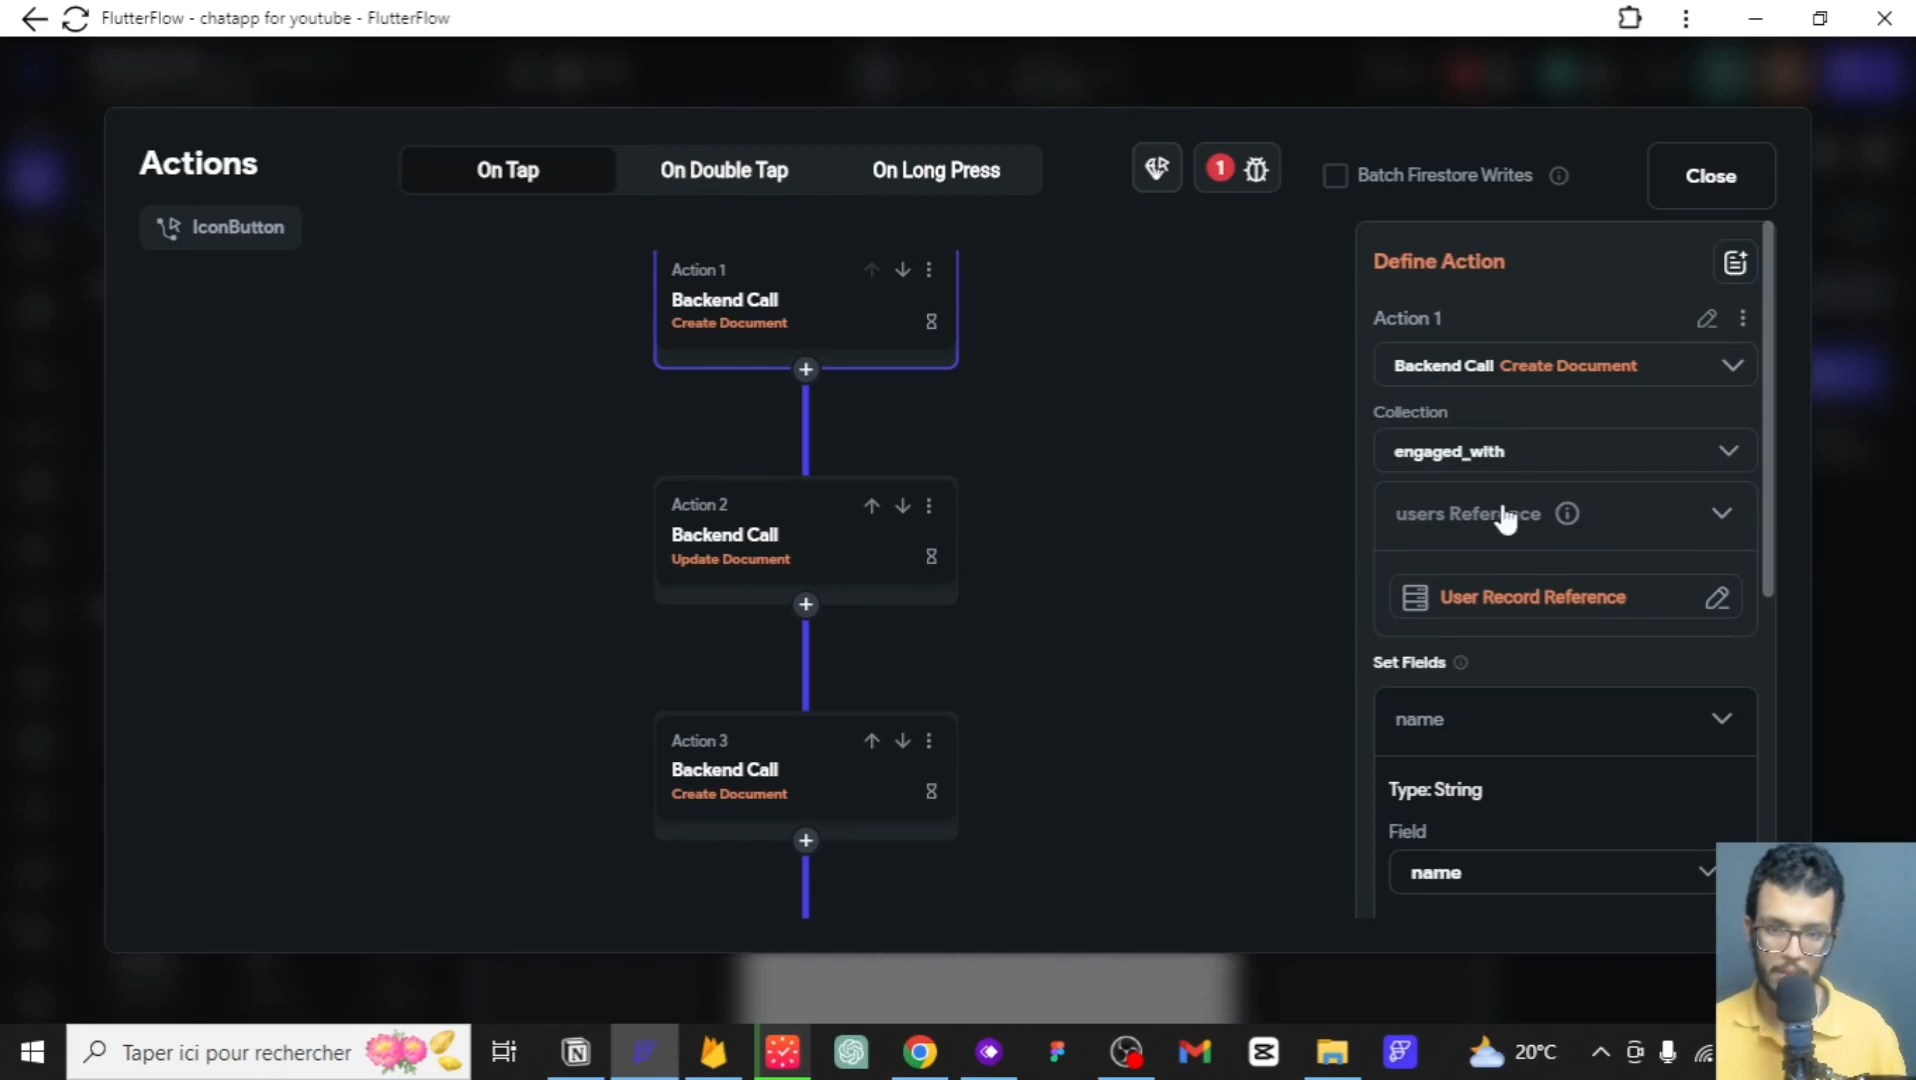 FlutterFlow - chatapp for youtube - FlutterFlow
Actions
On Tap
On Double Tap
On Long Press
1
Batch Firestore Writes
Close
IconButton
Action 1
Backend Call
Create Document
Action 2
Backend Call
Update Document
Action 3
Backend Call
Create Document
Define Action
Action 1
Backend Call Create Document
Collection
engaged_with
users Reference
User Record Reference
Set Fields
name
Type: String
Field
name
Taper ici pour rechercher
20°C